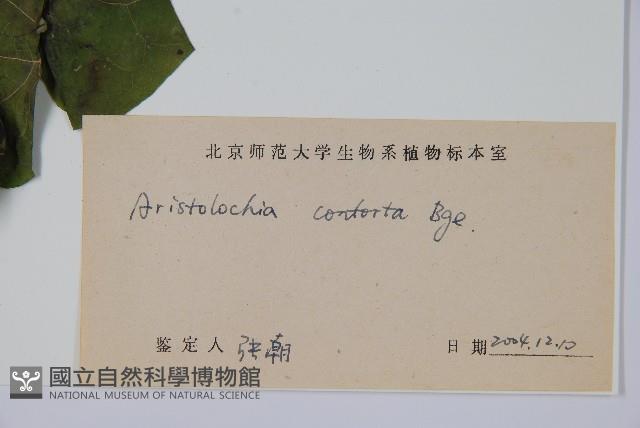 北京师范大学生物系植物标本室
Aristolochia contorta Bge.
鉴定人 张朝
日期 2004.12.10
國立自然科學博物館
NATIONAL MUSEUM OF NATURAL SCIENCE